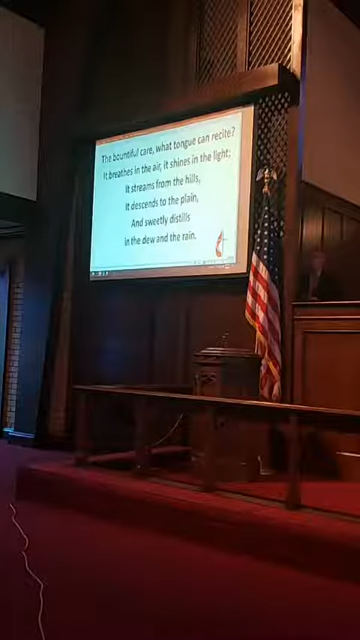 The bountiful care, what tongue can recite?
It breathes in the air, it shines in the light;
It streams from the hills,
It descends to the plain,
And sweetly distills
in the dew and the rain.